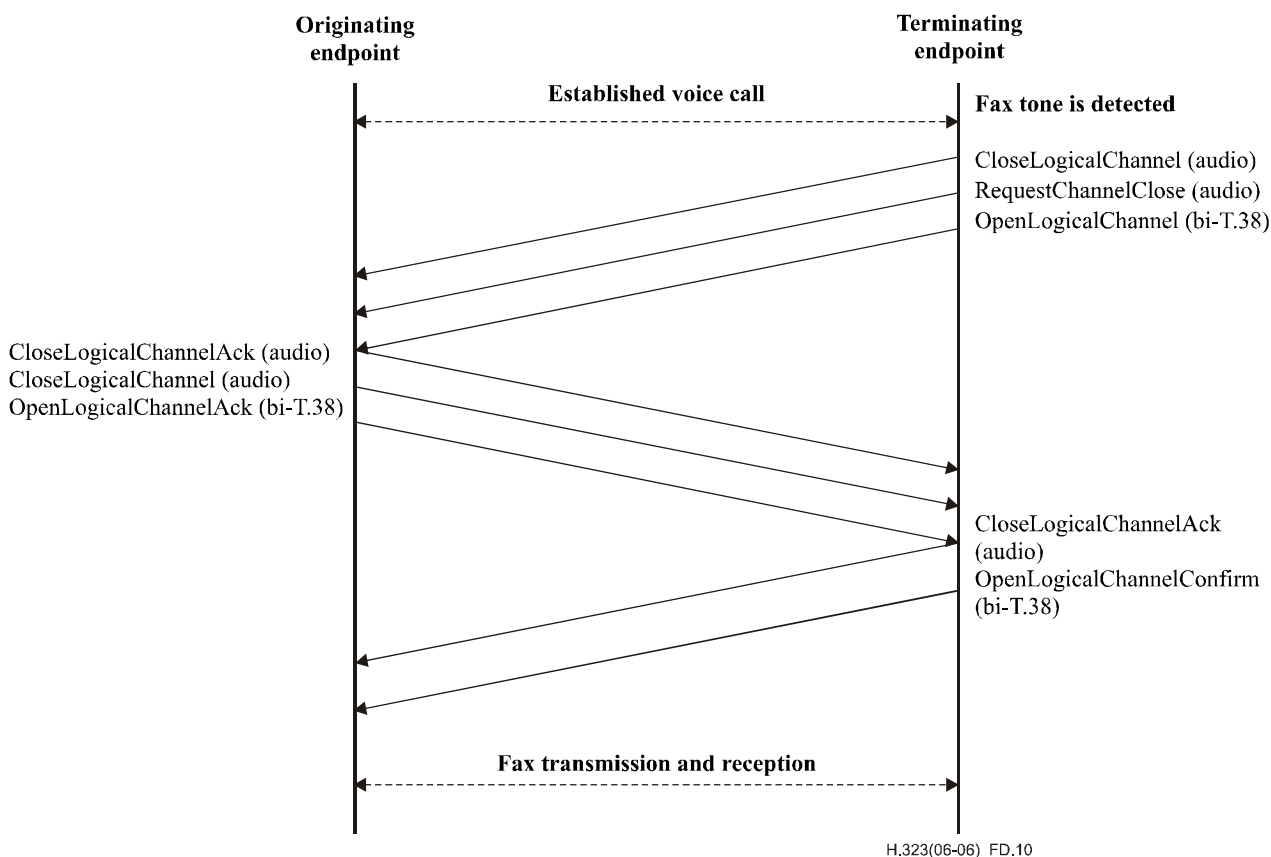 Originating
endpoint
Terminating
endpoint
Established voice call
Fax tone is detected
CloseLogicalChannel (audio)
RequestChannelClose (audio)
OpenLogicalChannel (bi-T.38)
CloseLogicalChannelAck (audio)
CloseLogicalChannel (audio)
OpenLogicalChannelAck (bi-T.38)
CloseLogicalChannelAck
(audio)
OpenLogicalChannelConfirm
(bi-T.38)
Fax transmission and reception
H.323(06-06)_FD.10